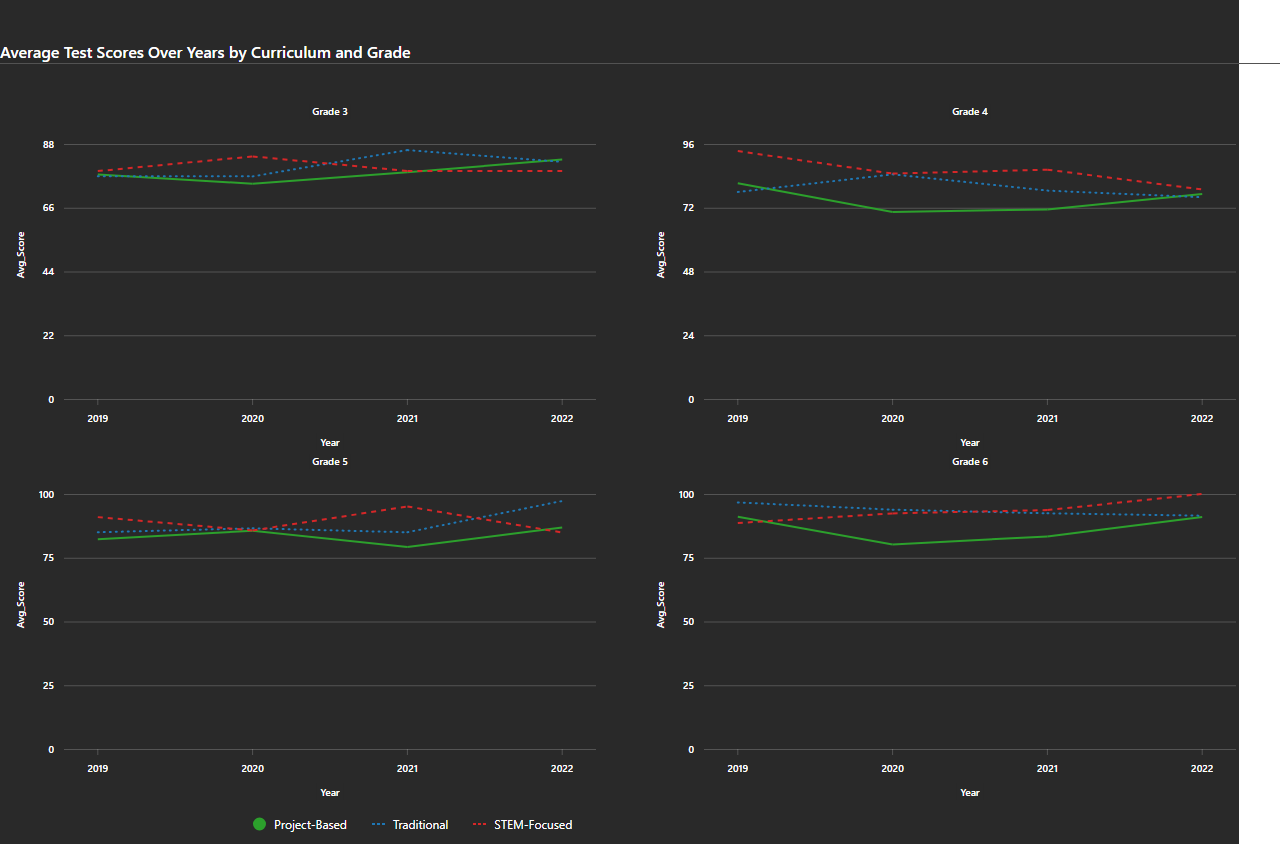 Average Test Scores Over Years by Curriculum and Grade
Grade 3
88
66
44
22
0
Avg_Score
2019 2020 2021 2022
Year
Grade 4
96
72
48
24
0
Avg_Score
2019 2020 2021 2022
Year
Grade 5
100
75
50
25
0
Avg_Score
2019 2020 2021 2022
Year
Grade 6
100
75
50
25
0
Avg_Score
2019 2020 2021 2022
Year
Project-Based Traditional STEM-Focused